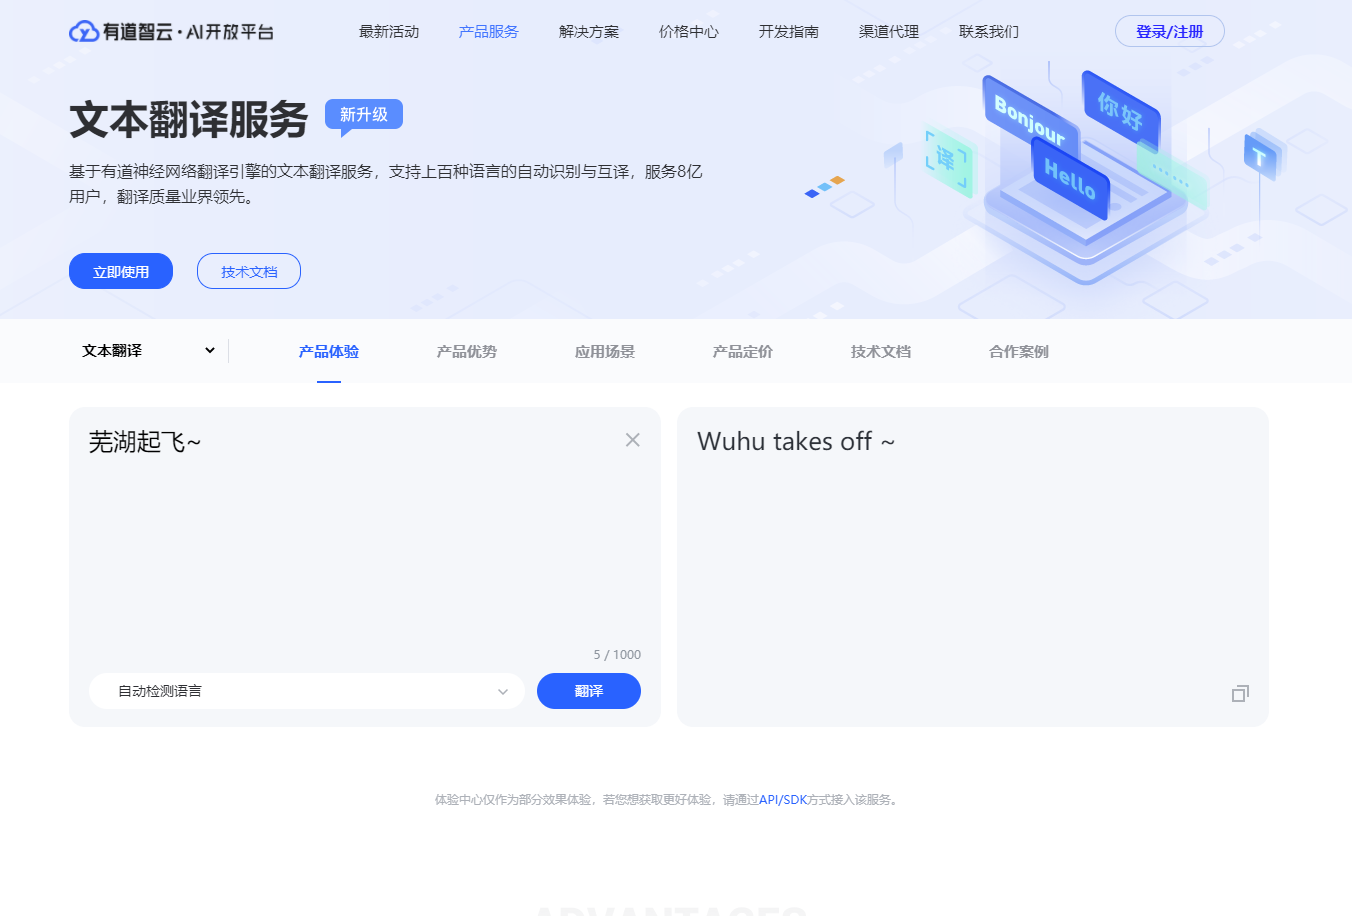 有道智云·AI开放平台
最新活动
产品服务
解决方案
价格中心
开发指南
渠道代理
联系我们
登录/注册
文本翻译服务
新升级
基于有道神经网络翻译引擎的文本翻译服务，支持上百种语言的自动识别与互译，服务8亿
用户，翻译质量业界领先。
立即使用
技术文档
Bonjour
你好
译
Hello
T
文本翻译
产品体验
产品优势
应用场景
产品定价
技术文档
合作案例
芜湖起飞~
Wuhu takes off ~
5 / 1000
自动检测语言
翻译
体验中心仅作为部分效果体验，若您想获取更好体验，请通过API/SDK方式接入该服务。
ADVANTAGES